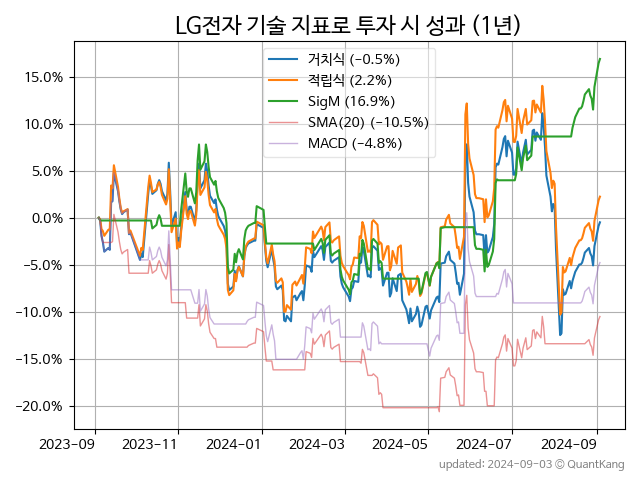 LG전자 기술 지표로 투자 시 성과 (1년)
거치식 (−0.5%)
적립식 (2.2%)
SigM (16.9%)
SMA(20) (−10.5%)
MACD (−4.8%)
15.0%
10.0%
5.0%
0.0%
−5.0%
−10.0%
−15.0%
−20.0%
2023-09 2023-11 2024-01 2024-03 2024-05 2024-07 2024-09
updated: 2024-09-03 © QuantKang